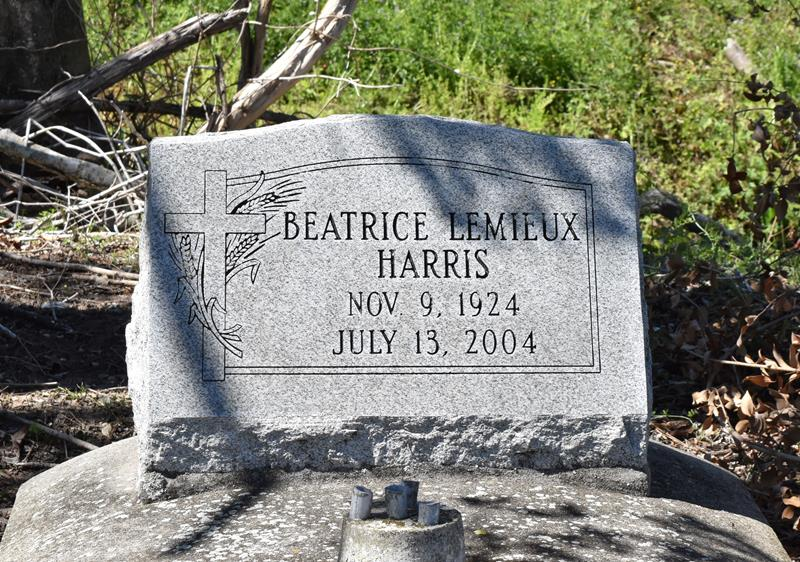 BEATRICE LEMIEUX
HARRIS
NOV. 9, 1924
JULY 13, 2004